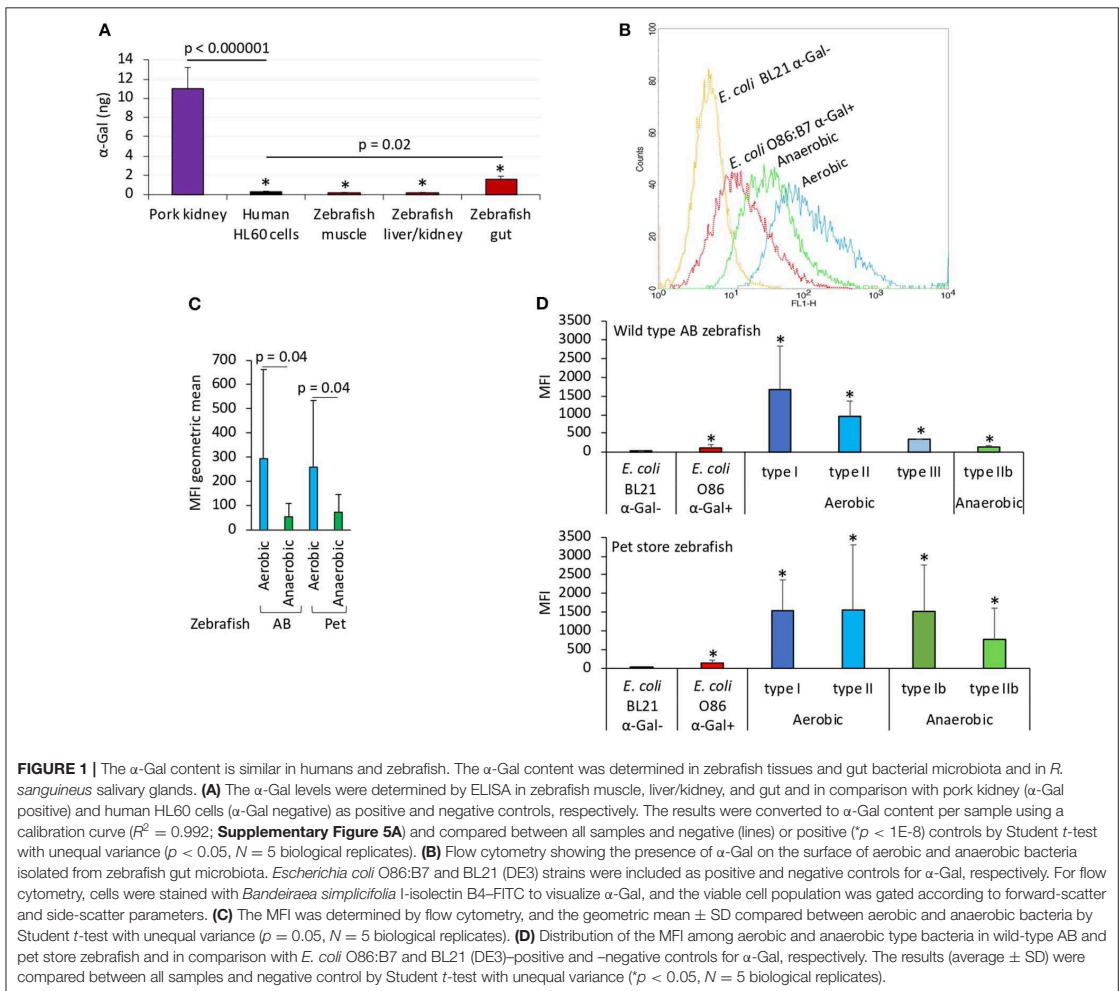 A
p < 0.000001
14
12
10
8
6
4
2
0
α-Gal (ng)
p = 0.02
*
*
*
*
Pork kidney
Human HL60 cells
Zebrafish muscle
Zebrafish liver/kidney
Zebrafish gut
B
100
80
60
40
20
0
Counts
E. coli BL21 α-Gal-
E. coli O86:B7 α-Gal+
Anaerobic
Aerobic
10⁰ 10¹ 10² 10³ 10⁴
FL1-H
C
700
600
500
400
300
200
100
0
MFI geometric mean
p = 0.04
p = 0.04
Aerobic
Anaerobic
Aerobic
Anaerobic
Zebrafish AB Pet
D
Wild type AB zebrafish
3500
3000
2500
2000
1500
1000
500
0
MFI
*
*
*
*
*
E. coli BL21 α-Gal-
E. coli O86 α-Gal+
type I type II type III type IIb
Aerobic Anaerobic
Pet store zebrafish
3500
3000
2500
2000
1500
1000
500
0
MFI
*
*
*
*
*
E. coli BL21 α-Gal-
E. coli O86 α-Gal+
type I type II type Ib type IIb
Aerobic Anaerobic
FIGURE 1 | The α-Gal content is similar in humans and zebrafish. The α-Gal content was determined in zebrafish tissues and gut bacterial microbiota and in R.
sanguineus salivary glands. (A) The α-Gal levels were determined by ELISA in zebrafish muscle, liver/kidney, and gut and in comparison with pork kidney (α-Gal
positive) and human HL60 cells (α-Gal negative) as positive and negative controls, respectively. The results were converted to α-Gal content per sample using a
calibration curve (R² = 0.992; Supplementary Figure 5A) and compared between all samples and negative (lines) or positive (*p < 1E-8) controls by Student t-test
with unequal variance (p < 0.05, N = 5 biological replicates). (B) Flow cytometry showing the presence of α-Gal on the surface of aerobic and anaerobic bacteria
isolated from zebrafish gut microbiota. Escherichia coli O86:B7 and BL21 (DE3) strains were included as positive and negative controls for α-Gal, respectively. For flow
cytometry, cells were stained with Bandeiraea simplicifolia I-isolectin B4–FITC to visualize α-Gal, and the viable cell population was gated according to forward-scatter
and side-scatter parameters. (C) The MFI was determined by flow cytometry, and the geometric mean ± SD compared between aerobic and anaerobic bacteria by
Student t-test with unequal variance (p = 0.05, N = 5 biological replicates). (D) Distribution of the MFI among aerobic and anaerobic type bacteria in wild-type AB and
pet store zebrafish and in comparison with E. coli O86:B7 and BL21 (DE3)–positive and –negative controls for α-Gal, respectively. The results (average ± SD) were
compared between all samples and negative control by Student t-test with unequal variance (*p < 0.05, N = 5 biological replicates).